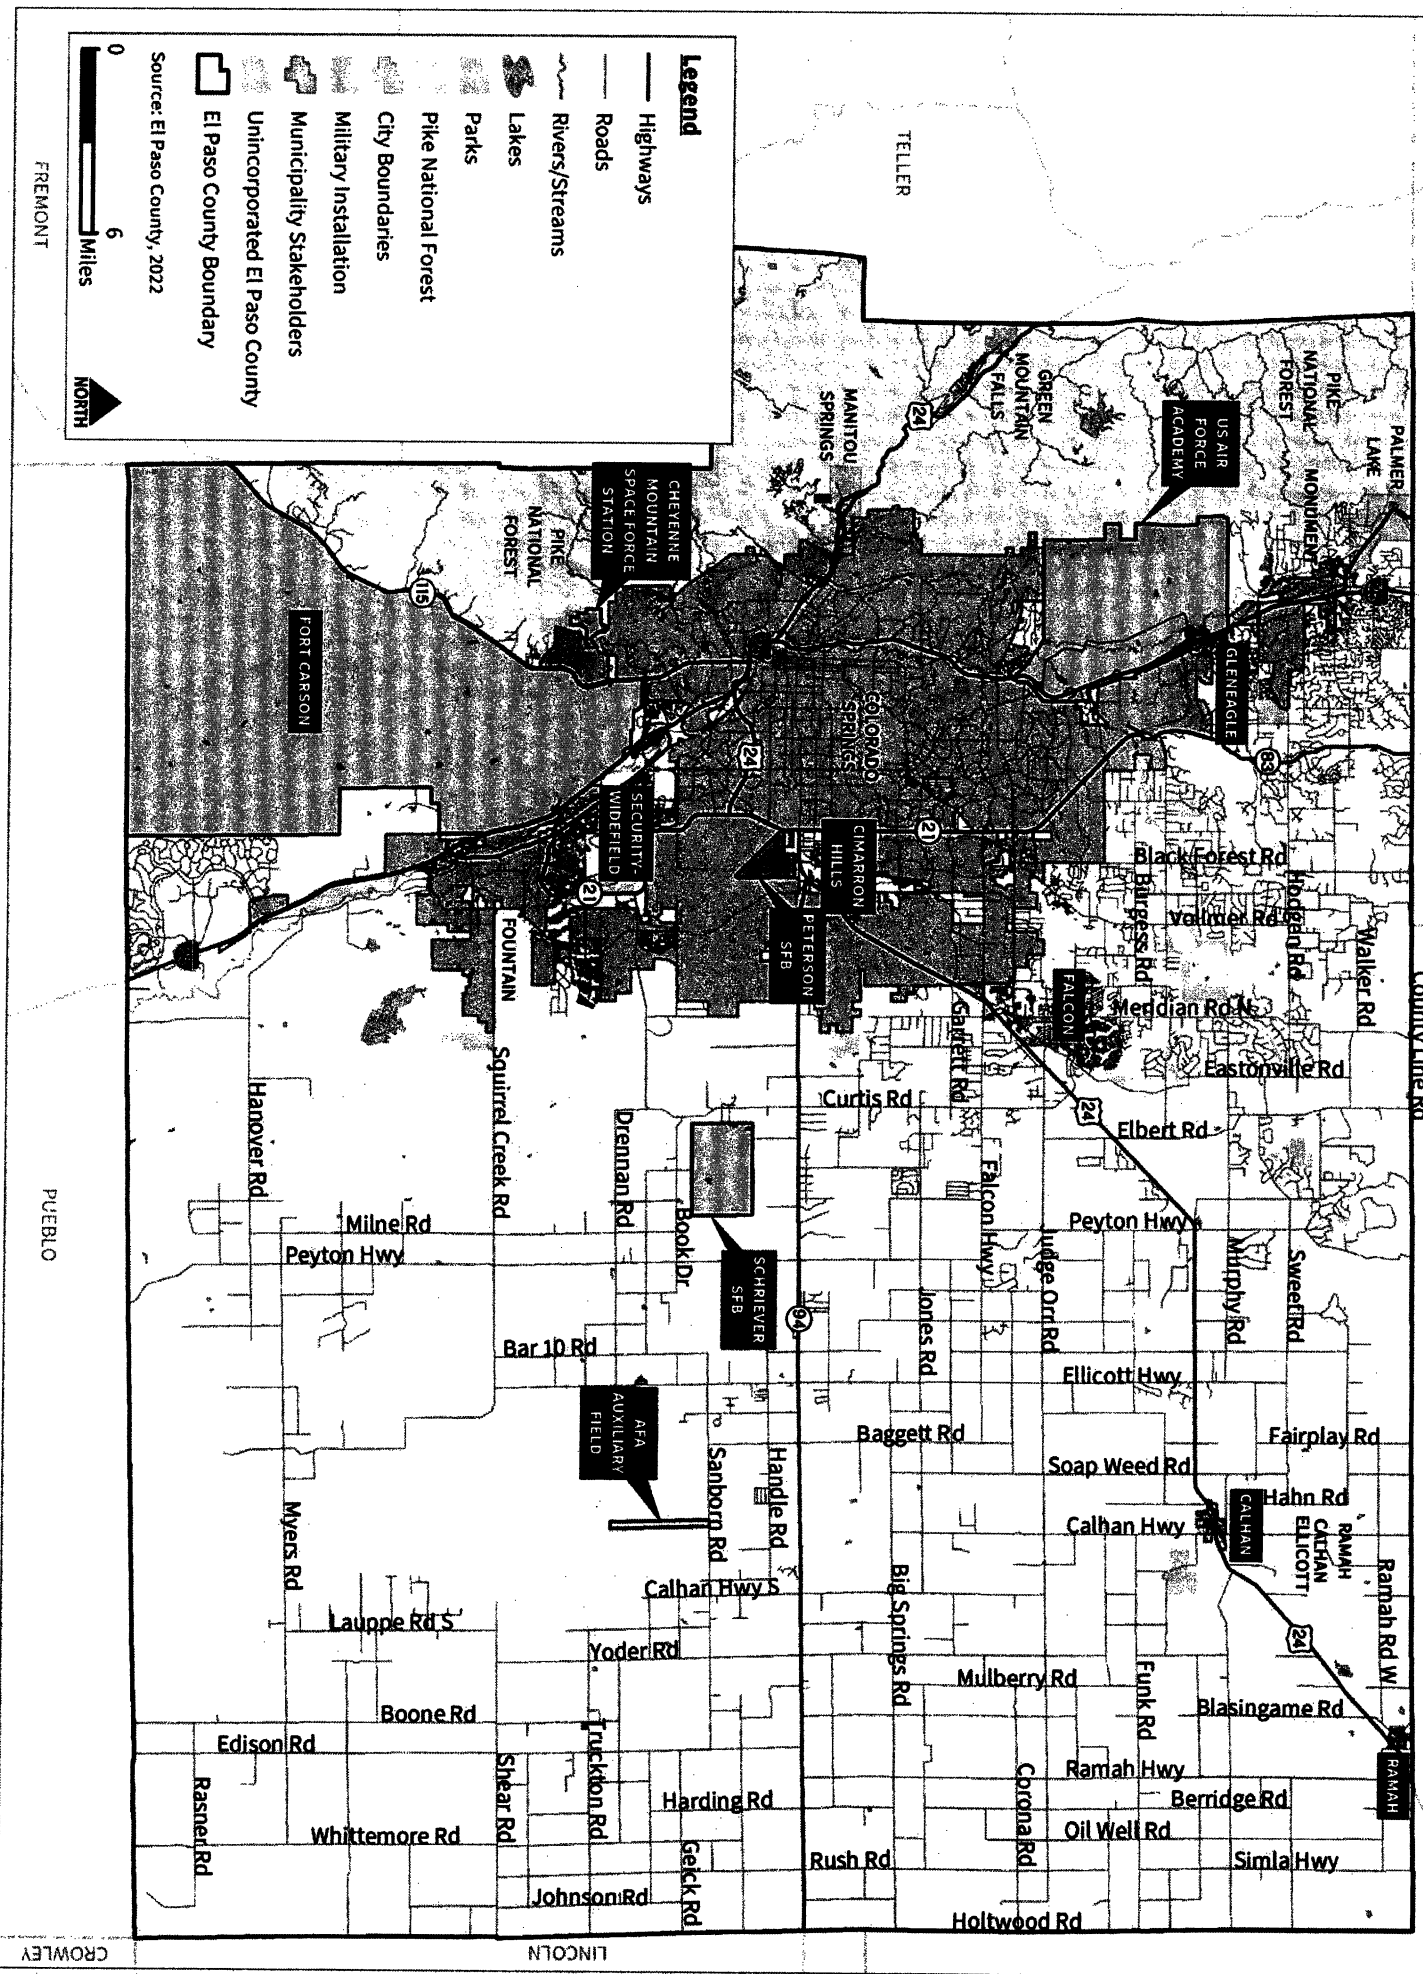 Legend
Highways
Roads
Rivers/Streams
Lakes
Parks
Pike National Forest
City Boundaries
Military Installation
Municipality Stakeholders
Unincorporated El Paso County
El Paso County Boundary
Source: El Paso County, 2022
0 6
Miles
NORTH
TELLER
FREMONT
PUEBLO
CROWLEY
LINCOLN
PALMER
LAKE
MONUMENT
PIKE
NATIONAL
FOREST
US AIR
FORCE
ACADEMY
GREEN
MOUNTAIN
FALLS
24
MANITOU
SPRINGS
CHEYENNE
MOUNTAIN
SPACE FORCE
STATION
PIKE
NATIONAL
FOREST
115
FORT CARSON
GLENEAGLE
83
COLORADO
SPRINGS
24
21
SECURITY/
WIDEFIELD
21
CIMARRON
HILLS
PETERSON
SFB
FOUNTAIN
FALCON
Black Forest Rd
Burgess Rd
Vollmer Rd
Hodgen Rd
Walker Rd
County Line Rd
Meridian Rd N
Eastonville Rd
Garrett Rd
Curtis Rd
24
Elbert Rd
Squirrel Creek Rd
Hanover Rd
Drennan Rd
Falcon Hwy
Milne Rd
Peyton Hwy
Book Dr
SCHRIEVER
SFB
94
Peyton Hwy
Judge Orr Rd
Murphy Rd
Sweet Rd
Jones Rd
Bar 10 Rd
Ellicott Hwy
AFA
AUXILIARY
FIELD
Baggett Rd
Fairplay Rd
Soap Weed Rd
Sanborn Rd
Handle Rd
Hahn Rd
CALHAN
Calhan Hwy
RAMAH
CALHAN
ELLICOTT
Myers Rd
Calhan Hwy S
Big Springs Rd
Ramah Rd W
24
Lauppe Rd S
Yoder Rd
Mulberry Rd
Funk Rd
Blasingame Rd
Boone Rd
Edison Rd
Truckton Rd
Shear Rd
Ramah Hwy
RAMAH
Rasner Rd
Harding Rd
Corona Rd
Berridge Rd
Whittemore Rd
Oil Well Rd
Gieck Rd
Rush Rd
Simla Hwy
Johnson Rd
Holtwood Rd